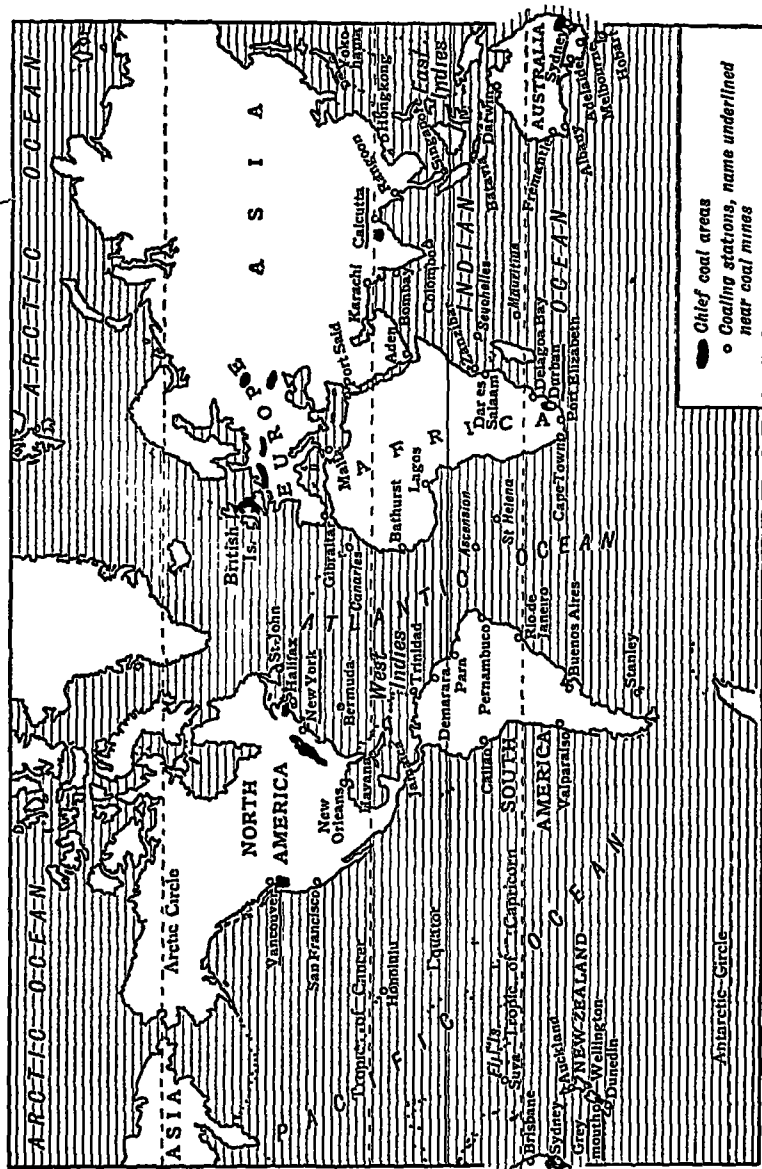 ARCTIC OCEAN
ARCTIC OCEAN
ASIA
Arctic Circle
NORTH
AMERICA
Vancouver
San Francisco
New
Orleans
Havana
St. John
Halifax
New York
Bermuda
West
Indies
Jamaica
Trinidad
Demarara
Para
Pernambuco
Callao
SOUTH
AMERICA
Rio de
Janeiro
Buenos Aires
Valparaiso
Stanley
Tropic of Cancer
Honolulu
Equator
PACIFIC
OCEAN
Fiji Is.
Suva
Tropic of Capricorn
Brisbane
Sydney
Auckland
NEW ZEALAND
Grey
mouth
Wellington
Dunedin
Antarctic Circle
ATLANTIC
OCEAN
British
Is.
EUROPE
Gibraltar
Malta
Port Said
Canaries
Bathurst
Lagos
AFRICA
Ascension
St Helena
Cape Town
Port Elizabeth
Durban
Delagoa Bay
Dar es
Salaam
Zanzibar
Seychelles
Mauritius
Aden
ASIA
Karachi
Bombay
Colombo
Calcutta
Rangoon
Singapore
Hongkong
Yoko-
hama
East
Indies
Batavia
INDIAN
OCEAN
Darwin
AUSTRALIA
Fremantle
Albany
Sydney
Adelaide
Melbourne
Hobart
Chief coal areas
Coaling stations, name underlined
near coal mines